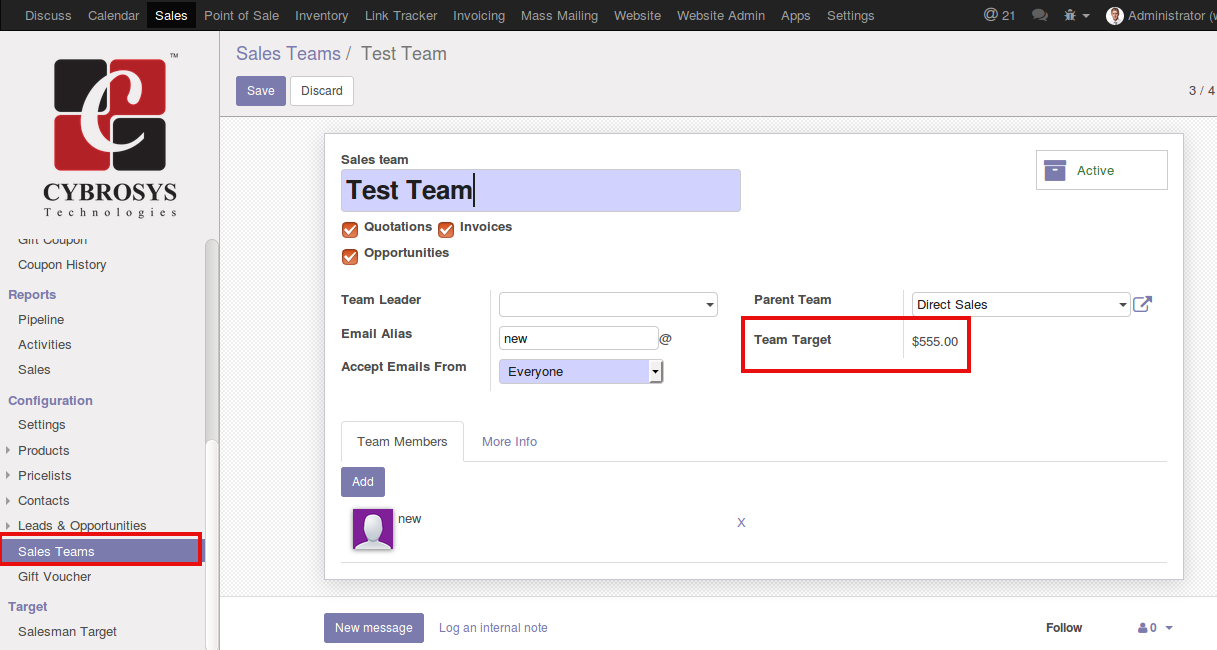 Discuss Calendar Sales Point of Sale Inventory Link Tracker Invoicing Mass Mailing Website Website Admin Apps Settings @ 21 Administrator (w
™
C
CYBROSYS
Technologies
Gift Coupon
Coupon History
Reports
Pipeline
Activities
Sales
Configuration
Settings
Products
Pricelists
Contacts
Leads & Opportunities
Sales Teams
Gift Voucher
Target
Salesman Target
Sales Teams / Test Team
Save Discard
3 / 4
Sales team
Test Team
Active
Quotations Invoices
Opportunities
Team Leader
Email Alias new @
Accept Emails From Everyone
Parent Team Direct Sales
Team Target $555.00
Team Members More Info
Add
new X
New message Log an internal note Follow 0